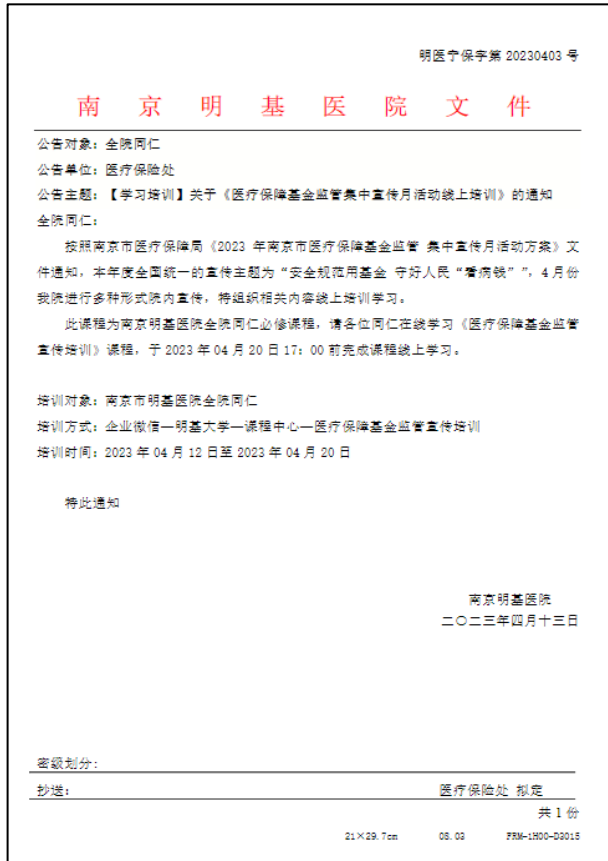 明医宁保字第 20230403 号
南京明基医院文件
公告对象：全院同仁
公告单位：医疗保险处
公告主题：【学习培训】关于《医疗保障基金监管集中宣传月活动线上培训》的通知
全院同仁：
按照南京市医疗保障局《2023 年南京市医疗保障基金监管 集中宣传月活动方案》文
件通知，本年度全国统一的宣传主题为“安全规范用基金 守好人民“看病钱””，4 月份
我院进行多种形式院内宣传，特组织相关内容线上培训学习。
此课程为南京明基医院全院同仁必修课程，请各位同仁在线学习《医疗保障基金监管
宣传培训》课程，于 2023 年 04 月 20 日 17：00 前完成课程线上学习。
培训对象：南京市明基医院全院同仁
培训方式：企业微信—明基大学—课程中心—医疗保障基金监管宣传培训
培训时间：2023 年 04 月 12 日至 2023 年 04 月 20 日
特此通知
南京明基医院
二〇二三年四月十三日
密级划分：
抄送： 医疗保险处 拟定
共 1 份
21×29.7cm 08.03 FRM-1H00-D3015